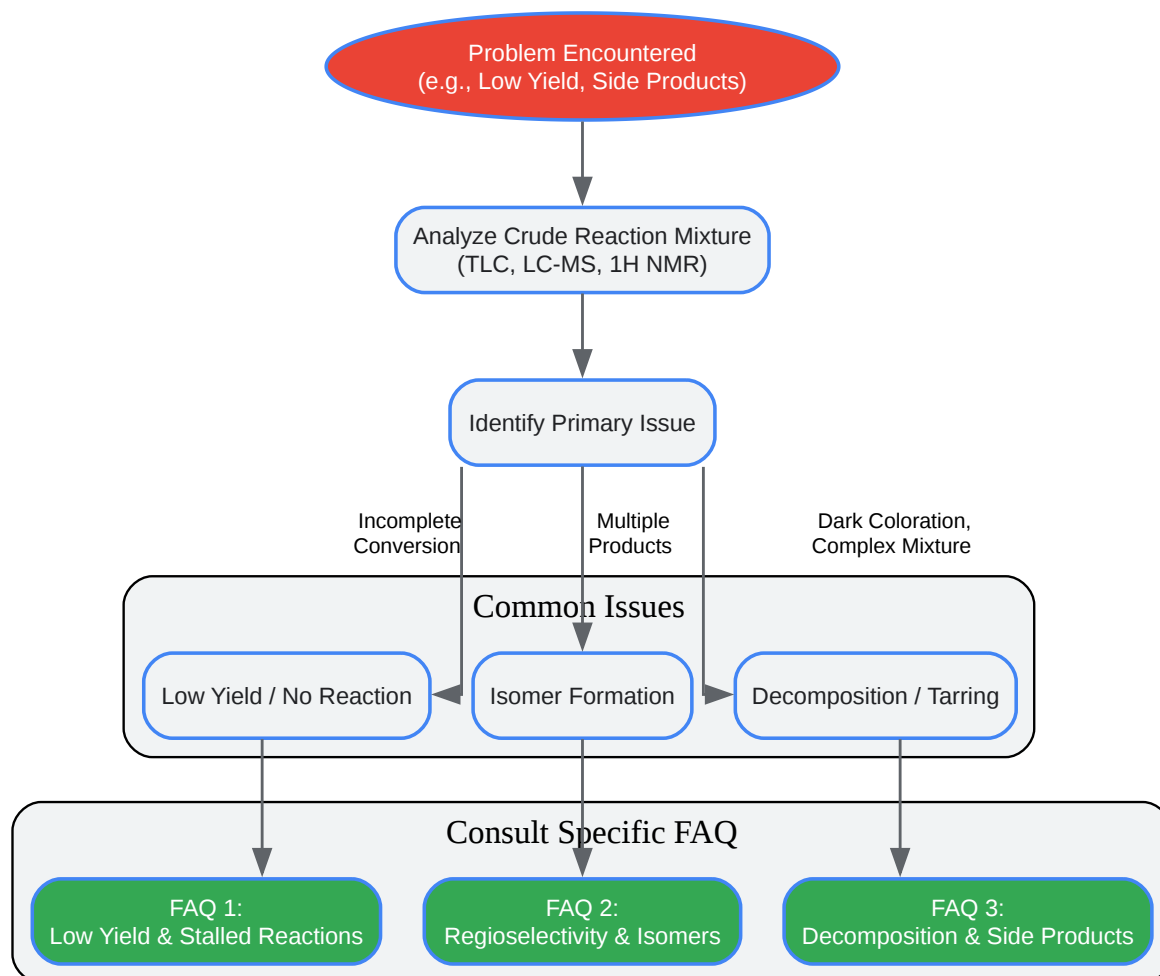 Problem Encountered
(e.g., Low Yield, Side Products)
Analyze Crude Reaction Mixture
(TLC, LC-MS, 1H NMR)
Identify Primary Issue
Incomplete
Conversion
Multiple
Products
Dark Coloration,
Complex Mixture
Common Issues
Low Yield / No Reaction
Isomer Formation
Decomposition / Tarring
Consult Specific FAQ
FAQ 1:
Low Yield & Stalled Reactions
FAQ 2:
Regioselectivity & Isomers
FAQ 3:
Decomposition & Side Products